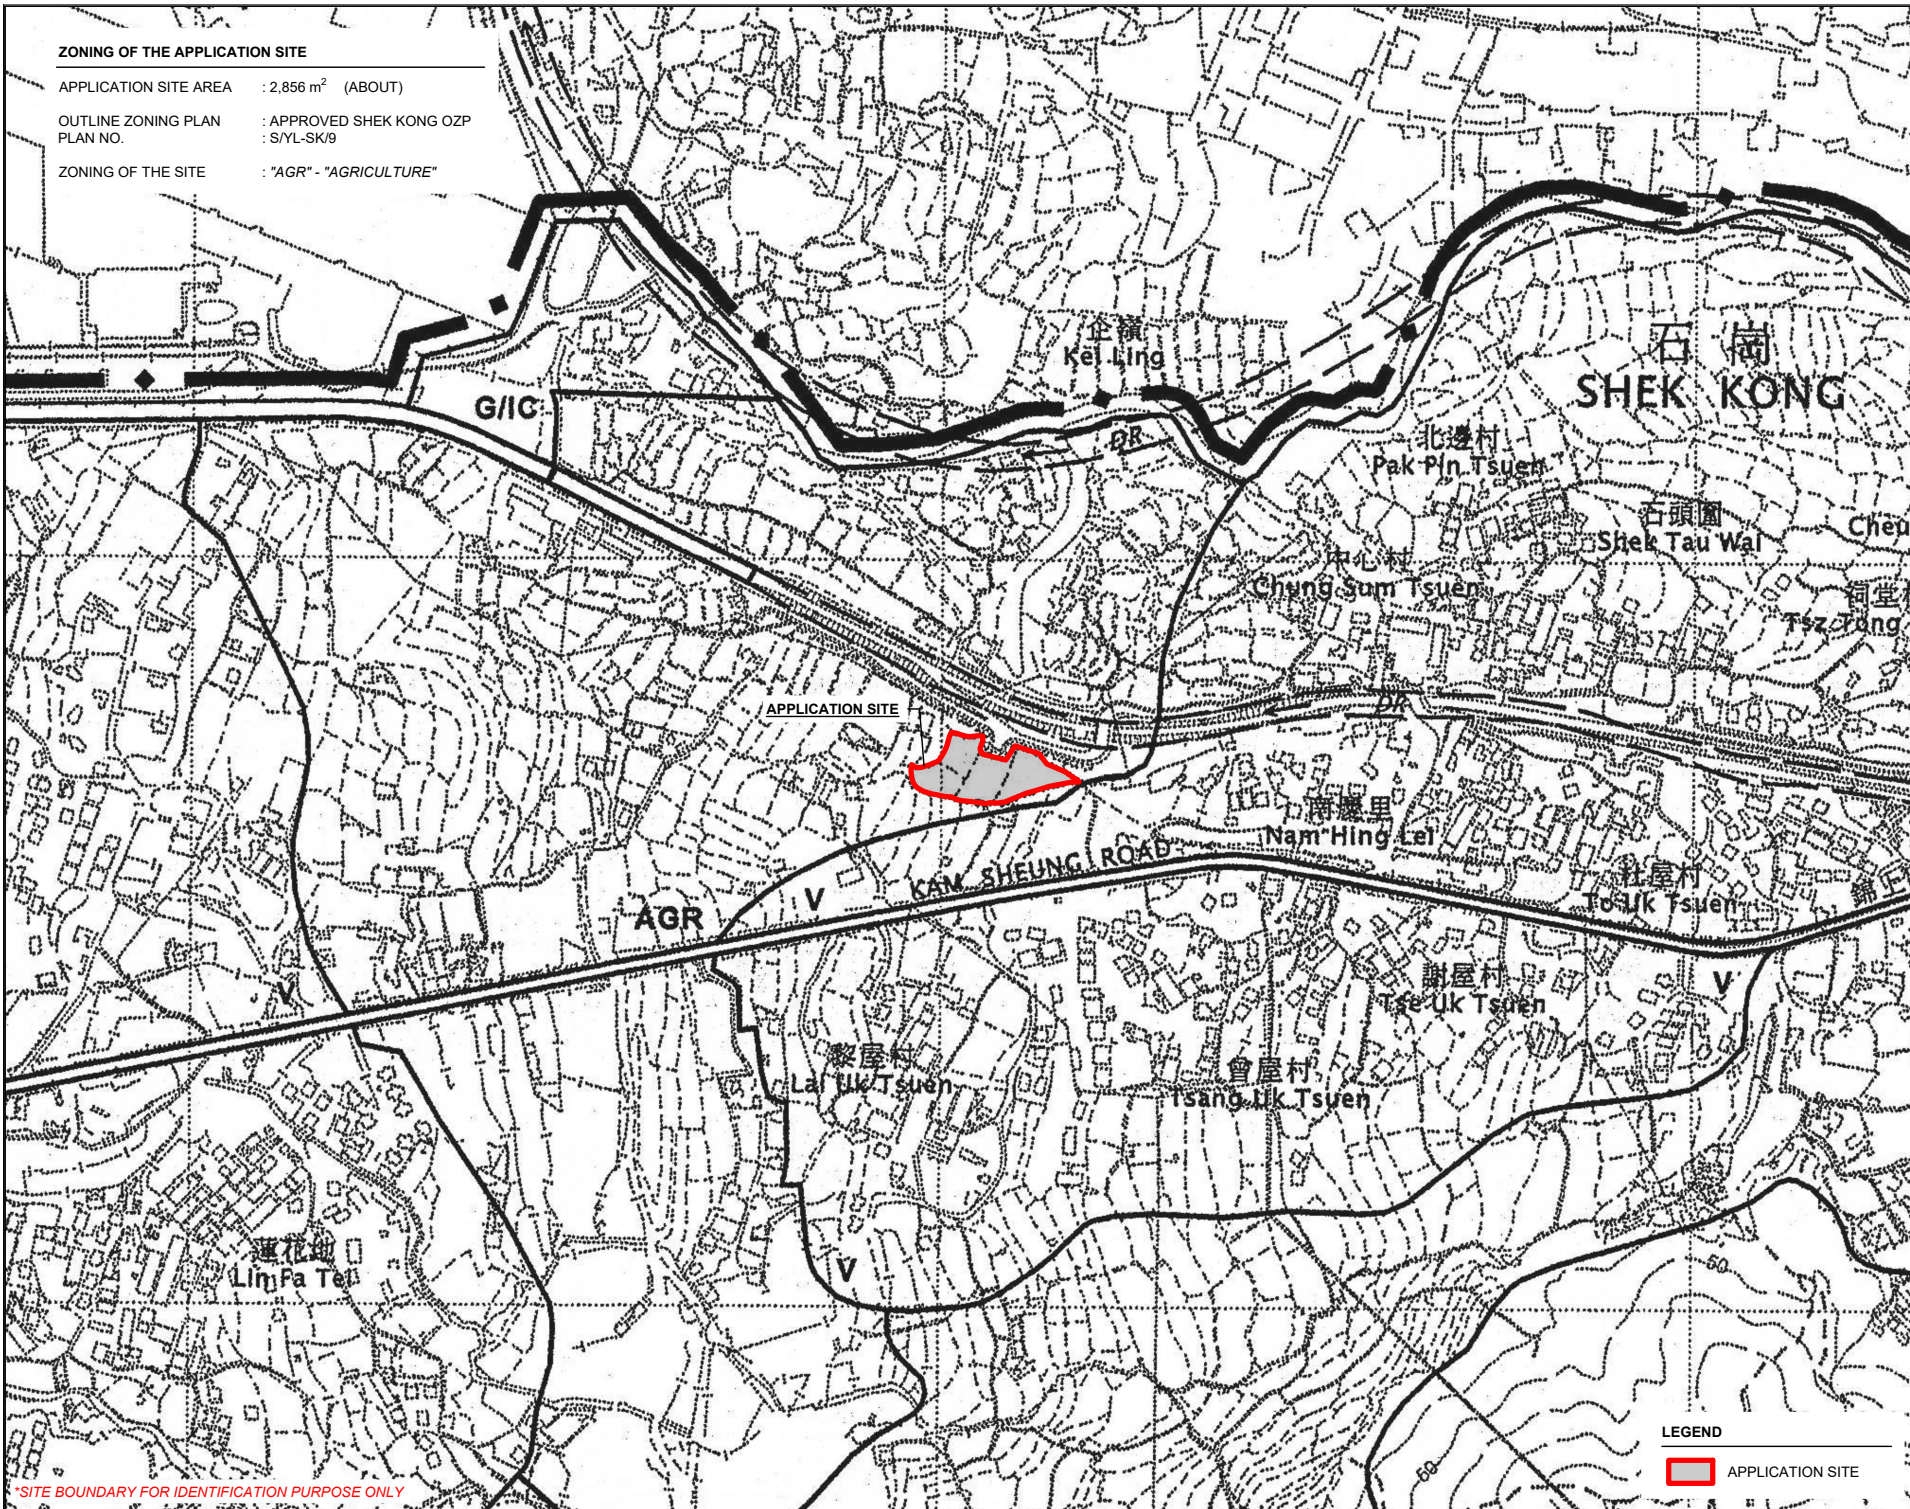 ZONING OF THE APPLICATION SITE
APPLICATION SITE AREA : 2,856 m² (ABOUT)
OUTLINE ZONING PLAN : APPROVED SHEK KONG OZP
PLAN NO. : S/YL-SK/9
ZONING OF THE SITE : "AGR" - "AGRICULTURE"
企嶺
Kei Ling
石崗
SHEK KONG
G/IC
DR
北邊村
Pak Pin Tsuen
石頭圍
Shek Tau Wai
Cheu
中心村
Chung Sum Tsuen
祠堂
Tsz Tong
APPLICATION SITE
DR
南慶里
Nam Hing Lei
KAM SHEUNG ROAD
社屋村
To Uk Tsuen
錦上
V
AGR
謝屋村
Tse Uk Tsuen
V
V
黎屋村
Lai Uk Tsuen
曾屋村
Tsang Uk Tsuen
蓮花地
Lin Fa Tei
V
60
60
LEGEND
APPLICATION SITE
*SITE BOUNDARY FOR IDENTIFICATION PURPOSE ONLY